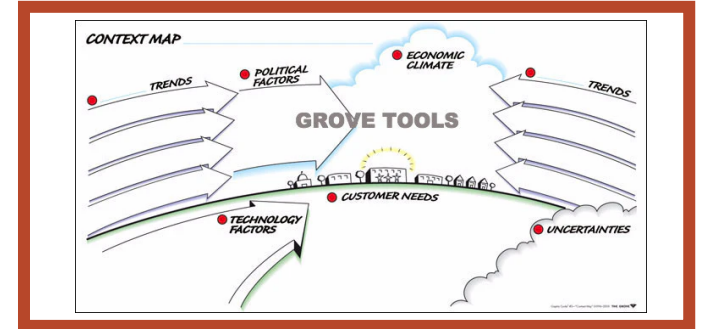 CONTEXT MAP
ECONOMIC
CLIMATE
POLITICAL
FACTORS
TRENDS
TRENDS
GROVE TOOLS
CUSTOMER NEEDS
TECHNOLOGY
FACTORS
UNCERTAINTIES